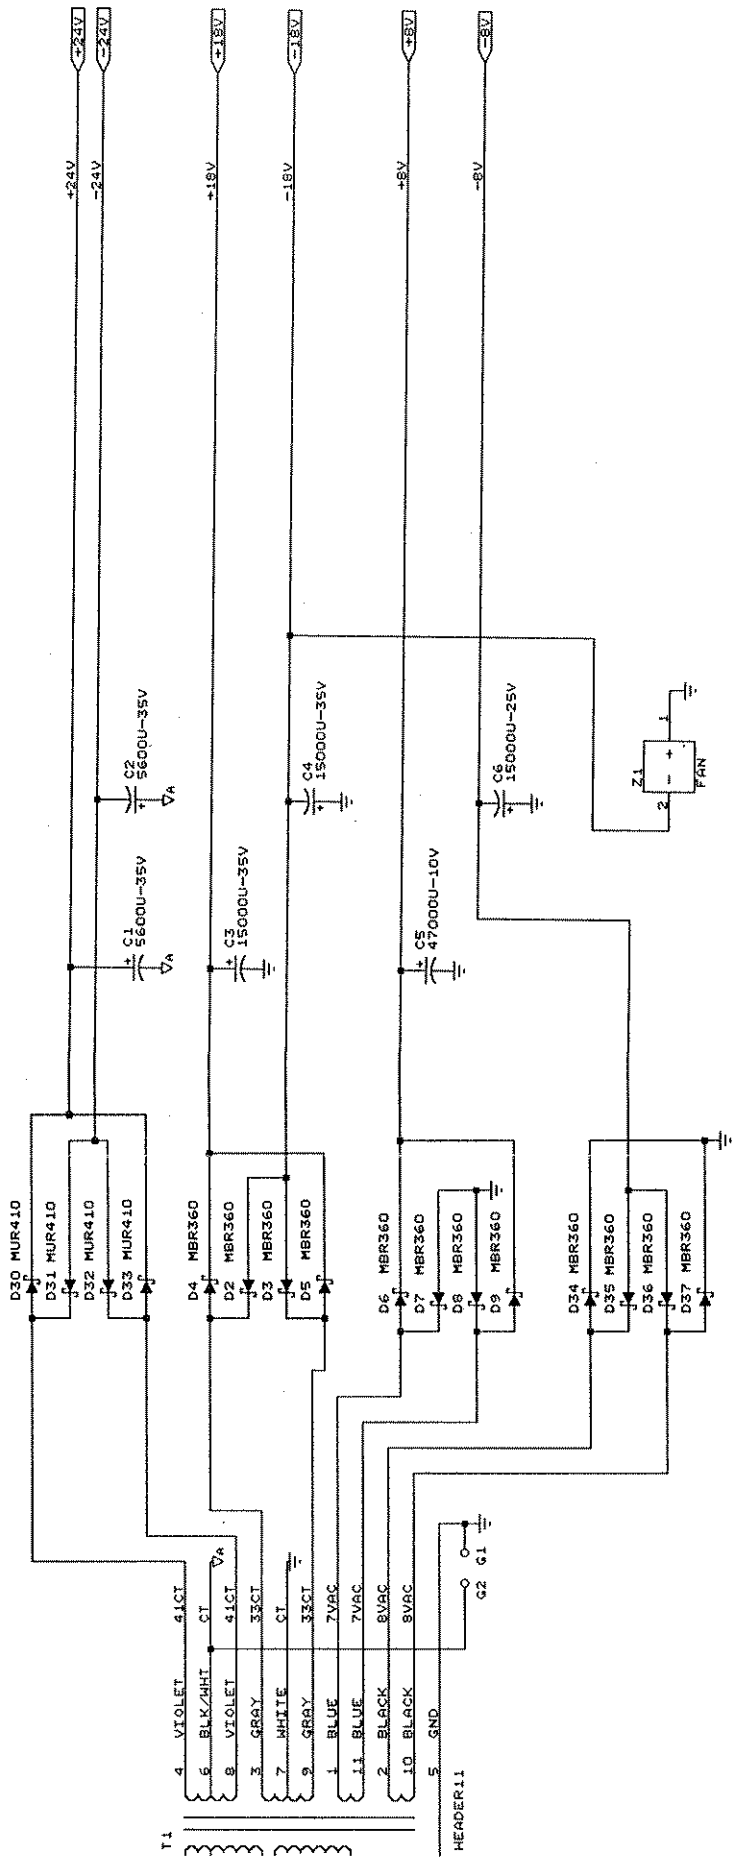 +24V
-24V
+18V
-18V
+8V
-8V
+24V
-24V
+18V
-18V
+8V
-8V
C2
5600U-35V
C4
15000U-35V
C6
15000U-25V
Z1
2
- +
1
FAN
C1
5600U-35V
C3
15000U-35V
C5
47000U-10V
D30 MUR410
D31 MUR410
D32 MUR410
D33 MUR410
D4 MBR360
D2 MBR360
D3 MBR360
D5 MBR360
D6 MBR360
D7 MBR360
D8 MBR360
D9 MBR360
D34 MBR360
D35 MBR360
D36 MBR360
D37 MBR360
A
A
A
G1
G2
4 VIOLET 41CT
6 BLK/WHT CT
8 VIOLET 41CT
3 GRAY 33CT
7 WHITE CT
9 GRAY 33CT
1 BLUE 7VAC
11 BLUE 7VAC
2 BLACK 8VAC
10 BLACK 8VAC
5 GND
HEADER11
T1